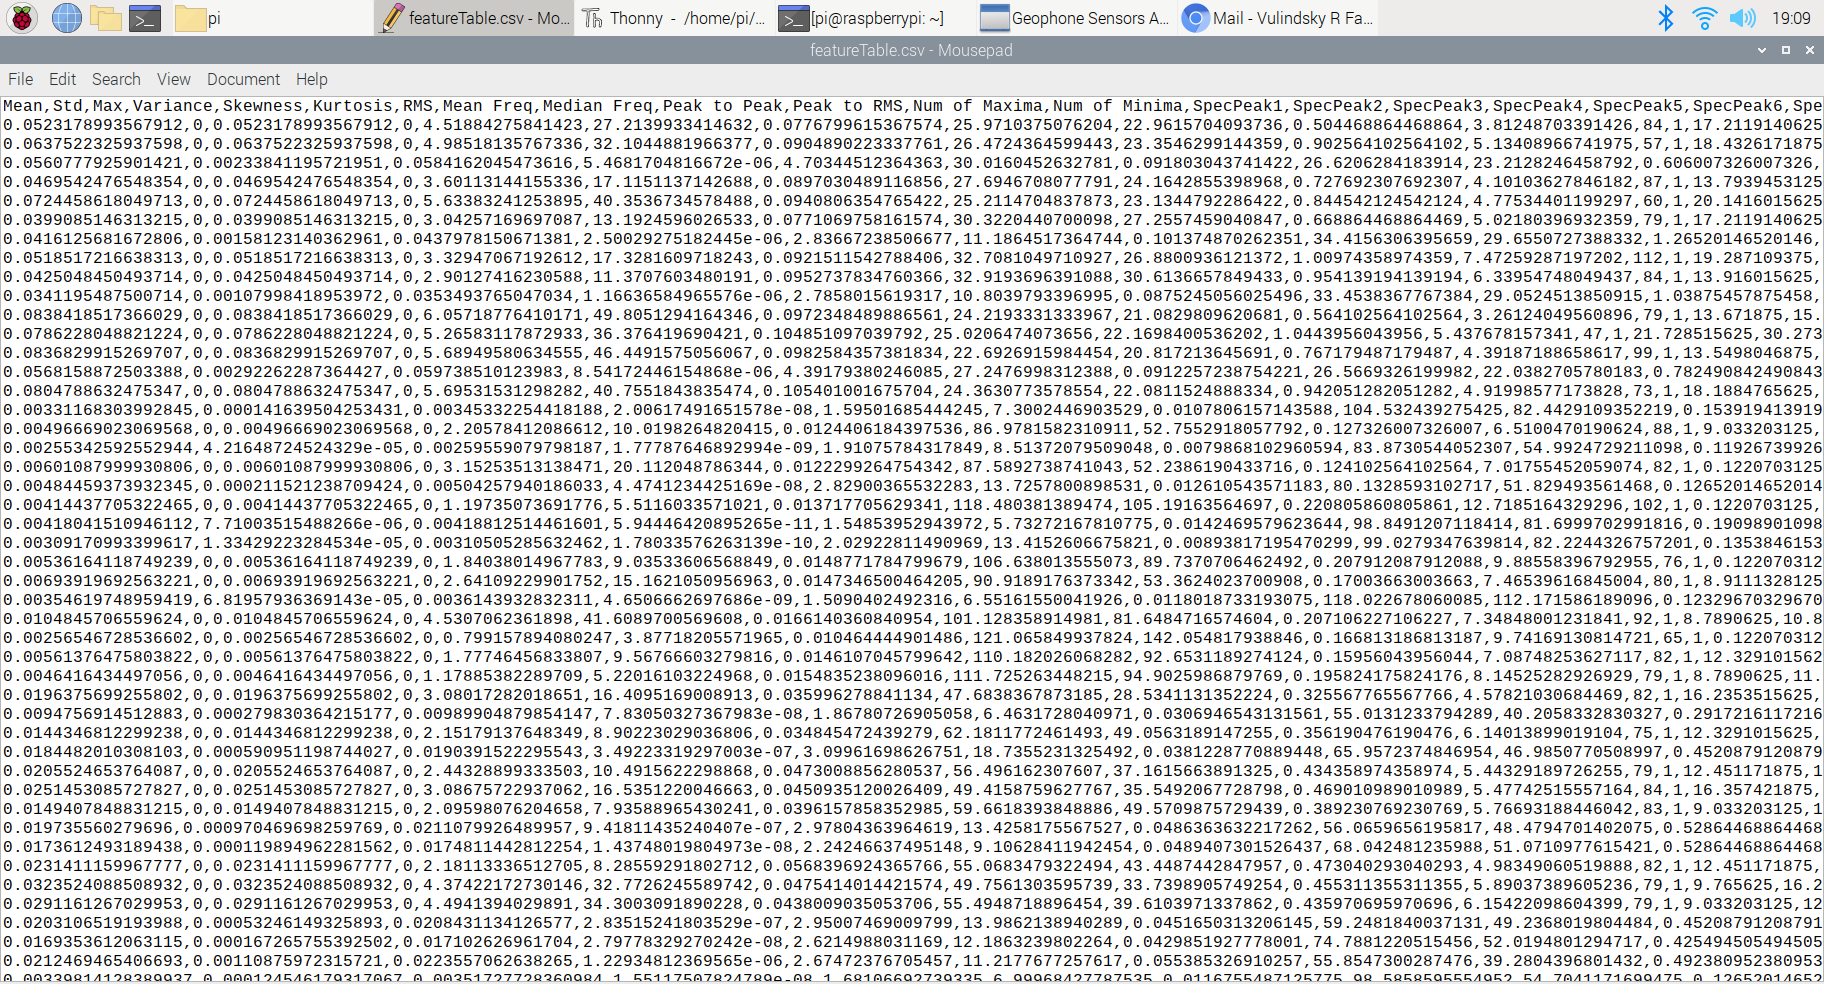 pi
featureTable.csv - Mo...
Thonny - /home/pi/...
[pi@raspberrypi: ~]
Geophone Sensors A...
Mail - Vulindsky R Fa...
19:09
featureTable.csv - Mousepad
File Edit Search View Document Help
Mean,Std,Max,Variance,Skewness,Kurtosis,RMS,Mean Freq,Median Freq,Peak to Peak,Peak to RMS,Num of Maxima,Num of Minima,SpecPeak1,SpecPeak2,SpecPeak3,SpecPeak4,SpecPeak5,SpecPeak6,Spe
0.0523178993567912,0,0.0523178993567912,0,4.51884275841423,27.2139933414632,0.0776799615367574,25.9710375076204,22.9615704093736,0.504468864468864,3.81248703391426,84,1,17.2119140625
0.0637522325937598,0,0.0637522325937598,0,4.98518135767336,32.1044881966377,0.0904890223337761,26.4724364599443,23.3546299144359,0.902564102564102,5.13408966741975,57,1,18.4326171875
0.0560777925901421,0.00233841195721951,0.0584162045473616,5.4681704816672e-06,4.70344512364363,30.0160452632781,0.091803043741422,26.6206284183914,23.2128246458792,0.606007326007326,
0.0469542476548354,0,0.0469542476548354,0,3.60113144155336,17.1151137142688,0.0897030489116856,27.6946708077791,24.1642855398968,0.727692307692307,4.10103627846182,87,1,13.7939453125
0.0724458618049713,0,0.0724458618049713,0,5.63383241253895,40.3536734578488,0.0940806354765422,25.2114704837873,23.1344792286422,0.844542124542124,4.77534401199297,60,1,20.1416015625
0.0399085146313215,0,0.0399085146313215,0,3.04257169697087,13.1924596026533,0.0771069758161574,30.3220440700098,27.2557459040847,0.668864468864469,5.02180396932359,79,1,17.2119140625
0.0416125681672806,0.00158123140362961,0.0437978150671381,2.50029275182445e-06,2.83667238506677,11.1864517364744,0.101374870262351,34.4156306395659,29.6550727388332,1.26520146520146,
0.0518517216638313,0,0.0518517216638313,0,3.32947067192612,17.3281609718243,0.0921511542788406,32.7081049710927,26.8800936121372,1.00974358974359,7.47259287197202,112,1,19.287109375,
0.0425048450493714,0,0.0425048450493714,0,2.90127416230588,11.3707603480191,0.0952737834760366,32.9193696391088,30.6136657849433,0.954139194139194,6.33954748049437,84,1,13.916015625,
0.0341195487500714,0.00107998418953972,0.0353493765047034,1.16636584965576e-06,2.7858015619317,10.8039793396995,0.0875245056025496,33.4538367767384,29.0524513850915,1.03875457875458,
0.0838418517366029,0,0.0838418517366029,0,6.05718776410171,49.8051294164346,0.0972348489886561,24.2193331333967,21.0829809620681,0.564102564102564,3.26124049560896,79,1,13.671875,15.
0.0786228048821224,0,0.0786228048821224,0,5.26583117872933,36.376419690421,0.104851097039792,25.0206474073656,22.1698400536202,1.0443956043956,5.437678157341,47,1,21.728515625,30.273
0.0836829915269707,0,0.0836829915269707,0,5.68949580634555,46.4491575056067,0.0982584357381834,22.6926915984454,20.817213645691,0.767179487179487,4.39187188658617,99,1,13.5498046875,
0.0568158872503388,0.00292262287364427,0.059738510123983,8.54172446154868e-06,4.39179380246085,27.2476998312388,0.0912257238754221,26.5669326199982,22.0382705780183,0.782490842490843
0.0804788632475347,0,0.0804788632475347,0,5.69531531298282,40.7551843835474,0.105401001675704,24.3630773578554,22.0811524888334,0.942051282051282,4.91998577173828,73,1,18.1884765625,
0.00331168303992845,0.000141639504253431,0.00345332254418188,2.00617491651578e-08,1.59501685444245,7.3002446903529,0.0107806157143588,104.532439275425,82.4429109352219,0.153919413919
0.00496669023069568,0,0.00496669023069568,0,2.20578412086612,10.0198264820415,0.0124406184397536,86.9781582310911,52.7552918057792,0.127326007326007,6.5100470190624,88,1,9.033203125,
0.00255342592552944,4.21648724524329e-05,0.00259559079798187,1.77787646892994e-09,1.91075784317849,8.51372079509048,0.0079868102960594,83.8730544052307,54.9924729211098,0.11926739926
0.00601087999930806,0,0.00601087999930806,0,3.15253513138471,20.112048786344,0.0122299264754342,87.5892738741043,52.2386190433716,0.124102564102564,7.01755452059074,82,1,0.1220703125
0.00484459373932345,0.000211521238709424,0.00504257940186033,4.4741234425169e-08,2.82900365532283,13.7257800898531,0.012610543571183,80.1328593102717,51.829493561468,0.12652014652014
0.00414437705322465,0,0.00414437705322465,0,1.19735073691776,5.5116033571021,0.013717705629341,118.480381389474,105.19163564697,0.220805860805861,12.7185164329296,102,1,0.1220703125,
0.00418041510946112,7.71003515488266e-06,0.00418812514461601,5.94446420895265e-11,1.54853952943972,5.73272167810775,0.0142469579623644,98.8491207118414,81.6999702991816,0.19098901098
0.00309170993399617,1.33429223284534e-05,0.00310505285632462,1.78033576263139e-10,2.02922811490969,13.4152606675821,0.00893817195470299,99.0279347639814,82.2244326757201,0.1353846153
0.00536164118749239,0,0.00536164118749239,0,1.84038014967783,9.03533606568849,0.0148771784799679,106.638013555073,89.7370706462492,0.207912087912088,9.88558396792955,76,1,0.122070312
0.00693919692563221,0,0.00693919692563221,0,2.64109229901752,15.1621050956963,0.0147346500464205,90.9189176373342,53.3624023700908,0.17003663003663,7.46539616845004,80,1,8.9111328125
0.00354619748959419,6.81957936369143e-05,0.0036143932832311,4.6506662697686e-09,1.5090402492316,6.55161550041926,0.0118018733193075,118.022678060085,112.171586189096,0.12329670329670
0.0104845706559624,0,0.0104845706559624,0,4.5307062361898,41.6089700569608,0.0166140360840954,101.128358914981,81.6484716574604,0.207106227106227,7.34848001231841,92,1,8.7890625,10.8
0.00256546728536602,0,0.00256546728536602,0,0.799157894080247,3.87718205571965,0.010464444901486,121.065849937824,142.054817938846,0.166813186813187,9.74169130814721,65,1,0.122070312
0.00561376475803822,0,0.00561376475803822,0,1.77746456833807,9.56766603279816,0.0146107045799642,110.182026068282,92.6531189274124,0.15956043956044,7.08748253627117,82,1,12.329101562
0.0046416434497056,0,0.0046416434497056,0,1.17885382289709,5.22016103224968,0.0154835238096016,111.725263448215,94.9025986879769,0.195824175824176,8.14525282926929,79,1,8.7890625,11.
0.0196375699255802,0,0.0196375699255802,0,3.08017282018651,16.4095169008913,0.035996278841134,47.6838367873185,28.5341131352224,0.325567765567766,4.57821030684469,82,1,16.2353515625,
0.0094756914512883,0.000279830364215177,0.00989904879854147,7.83050327367983e-08,1.86780726905058,6.4631728040971,0.0306946543131561,55.0131233794289,40.2058332830327,0.2917216117216
0.0144346812299238,0,0.0144346812299238,0,2.15179137648349,8.90223029036806,0.034845472439279,62.1811772461493,49.0563189147255,0.356190476190476,6.14013899019104,75,1,12.3291015625,
0.0184482010308103,0.000590951198744027,0.0190391522295543,3.49223319297003e-07,3.09961698626751,18.7355231325492,0.0381228770889448,65.9572374846954,46.9850770508997,0.4520879120879
0.0205524653764087,0,0.0205524653764087,0,2.44328899333503,10.4915622298868,0.0473008856280537,56.496162307607,37.1615663891325,0.434358974358974,5.44329189726255,79,1,12.451171875,1
0.0251453085727827,0,0.0251453085727827,0,3.08675722937062,16.5351220046663,0.0450935120026409,49.4158759627767,35.5492067728798,0.469010989010989,5.47742515557164,84,1,16.357421875,
0.0149407848831215,0,0.0149407848831215,0,2.09598076204658,7.93588965430241,0.0396157858352985,59.6618393848886,49.5709875729439,0.389230769230769,5.76693188446042,83,1,9.033203125,1
0.019735560279696,0.000970469698259769,0.0211079926489957,9.41811435240407e-07,2.97804363964619,13.4258175567527,0.0486363632217262,56.0659656195817,48.4794701402075,0.52864468864468
0.0173612493189438,0.000119894962281562,0.0174811442812254,1.43748019804973e-08,2.24246637495148,9.10628411942454,0.0489407301526437,68.042481235988,51.0710977615421,0.52864468864468
0.0231411159967777,0,0.0231411159967777,0,2.18113336512705,8.28559291802712,0.0568396924365766,55.0683479322494,43.4487442847957,0.473040293040293,4.98349060519888,82,1,12.451171875,
0.0323524088508932,0,0.0323524088508932,0,4.37422172730146,32.7726245589742,0.0475414014421574,49.7561303595739,33.7398905749254,0.455311355311355,5.89037389605236,79,1,9.765625,16.2
0.0291161267029953,0,0.0291161267029953,0,4.4941394029891,34.3003091890228,0.0438009035053706,55.4948718896454,39.6103971337862,0.435970695970696,6.15422098604399,79,1,9.033203125,12
0.0203106519193988,0.00053246149325893,0.0208431134126577,2.83515241803529e-07,2.95007469009799,13.9862138940289,0.0451650313206145,59.2481840037131,49.2368019804484,0.45208791208791
0.0169353612063115,0.000167265755392502,0.017102626961704,2.79778329270242e-08,2.6214988031169,12.1863239802264,0.0429851927778001,74.7881220515456,52.0194801294717,0.425494505494505
0.0212469465406693,0.00110875972315721,0.0223557062638265,1.22934812369565e-06,2.67472376705457,11.2177677257617,0.055385326910257,55.8547300287476,39.2804396801432,0.492380952380953
0.00339814128389937,0.000124546179317067,0.00351727728360984,1.55117507824789e-08,1.68106692739335,6.99968427787535,0.0116755487125775,98.5858595554952,54.7041171699475,0.12652014652